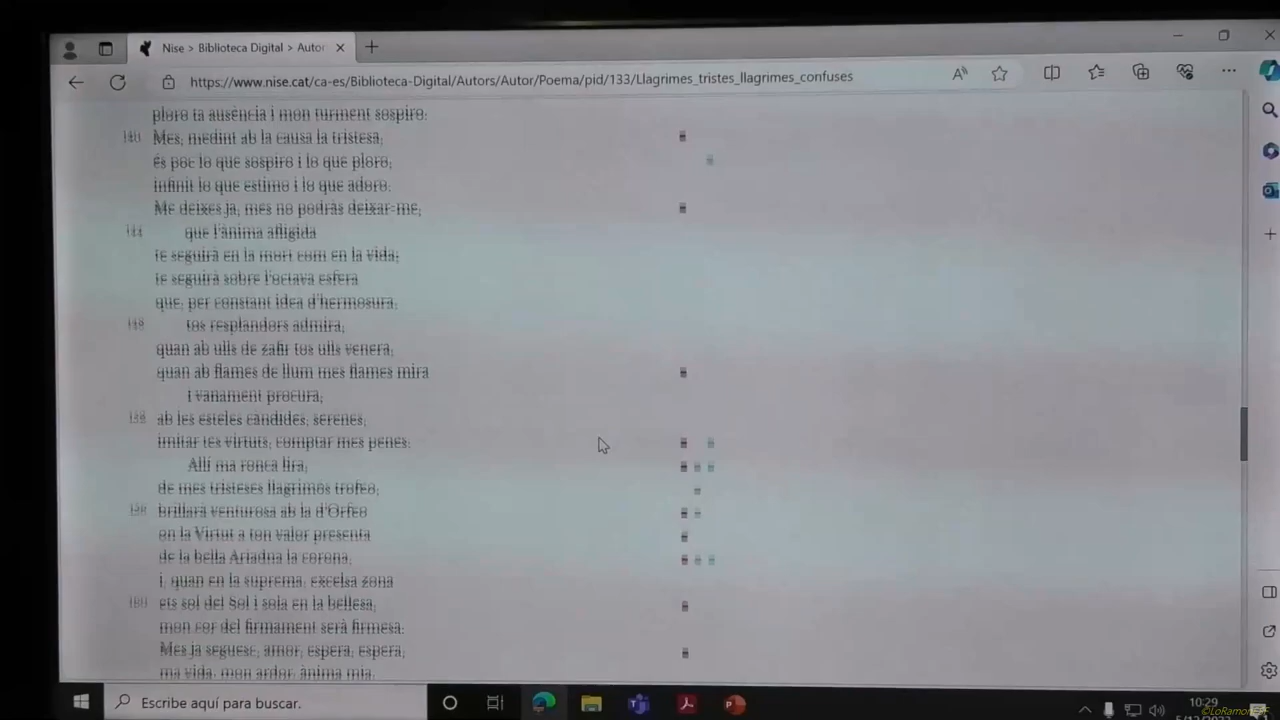 Nise > Biblioteca Digital > Autor
https://www.nise.cat/ca-es/Biblioteca-Digital/Autors/Autor/Poema/pid/133/Llagrimes_tristes_llagrimes_confuses
ploro ta ausència i mon turment sospiro.
140 Mes, medint ab la causa la tristesa,
és poc lo que sospiro i lo que ploro,
infinit lo que estimo i lo que adoro.
Me deixes ja, mes no podràs deixar-me,
144 que l'ànima afligida
te seguirà en la mort com en la vida;
te seguirà sobre l'octava esfera
que, per constant idea d'hermosura,
148 tos resplandors admira,
quan ab ulls de zafir tos ulls venera,
quan ab flames de llum mes flames mira
i vanament procura,
152 ab les esteles càndides, serenes,
imitar tes virtuts, comptar mes penes.
Allí ma ronca lira,
de mes tristeses llagrimós trofeo,
156 brillarà venturosa ab la d'Orfeo
on la Virtut a ton valor presenta
de la bella Ariadna la corona,
i, quan en la suprema, excelsa zona
160 ets sol del Sol i sola en la bellesa,
mon cor del firmament serà firmesa.
Mes ja seguesc, amor, espera, espera,
ma vida, mon ardor, ànima mia,
Escribe aquí para buscar.
10:29
©LoRamonet